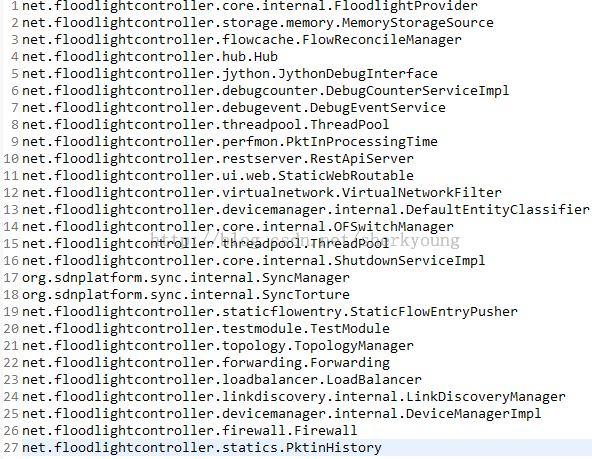 1 net.floodlightcontroller.core.internal.FloodlightProvider
2 net.floodlightcontroller.storage.memory.MemoryStorageSource
3 net.floodlightcontroller.flowcache.FlowReconcileManager
4 net.floodlightcontroller.hub.Hub
5 net.floodlightcontroller.jython.JythonDebugInterface
6 net.floodlightcontroller.debugcounter.DebugCounterServiceImpl
7 net.floodlightcontroller.debugevent.DebugEventService
8 net.floodlightcontroller.threadpool.ThreadPool
9 net.floodlightcontroller.perfmon.PktInProcessingTime
10 net.floodlightcontroller.restserver.RestApiServer
11 net.floodlightcontroller.ui.web.StaticWebRoutable
12 net.floodlightcontroller.virtualnetwork.VirtualNetworkFilter
13 net.floodlightcontroller.devicemanager.internal.DefaultEntityClassifier
14 net.floodlightcontroller.core.internal.OFSwitchManager
15 net.floodlightcontroller.threadpool.ThreadPool
http://blog.csdn.net/sherkyoung
16 net.floodlightcontroller.core.internal.ShutdownServiceImpl
17 org.sdnplatform.sync.internal.SyncManager
18 org.sdnplatform.sync.internal.SyncTorture
19 net.floodlightcontroller.staticflowentry.StaticFlowEntryPusher
20 net.floodlightcontroller.testmodule.TestModule
21 net.floodlightcontroller.topology.TopologyManager
22 net.floodlightcontroller.forwarding.Forwarding
23 net.floodlightcontroller.loadbalancer.LoadBalancer
24 net.floodlightcontroller.linkdiscovery.internal.LinkDiscoveryManager
25 net.floodlightcontroller.devicemanager.internal.DeviceManagerImpl
26 net.floodlightcontroller.firewall.Firewall
27 net.floodlightcontroller.statics.PktinHistory